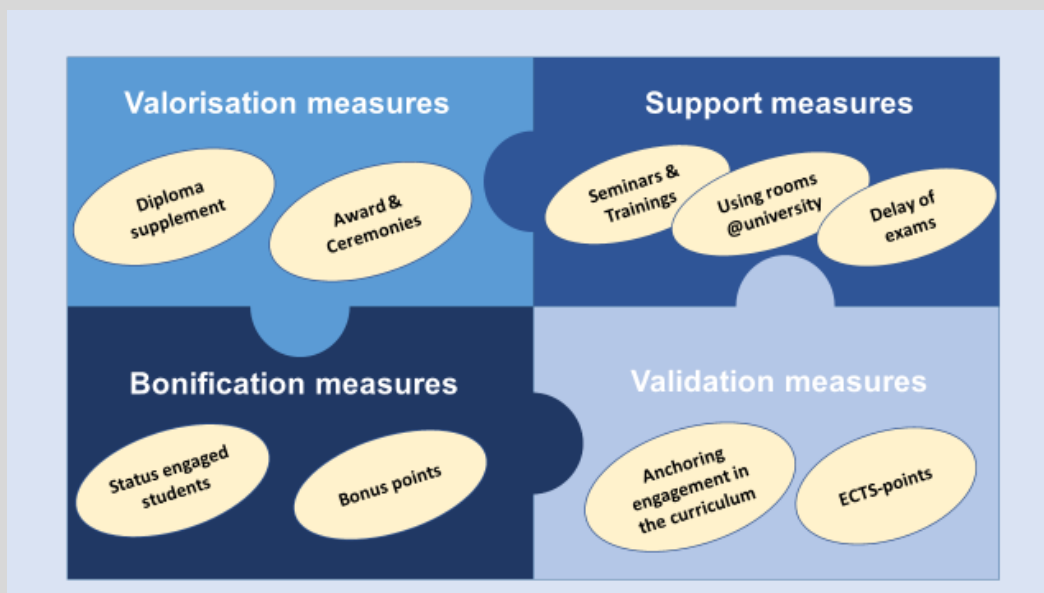 Valorisation measures
Diploma
supplement
Award &
Ceremonies
Support measures
Seminars &
Trainings
Using rooms
@university
Delay of
exams
Bonification measures
Status engaged
students
Bonus points
Validation measures
Anchoring
engagement in
the curriculum
ECTS-points